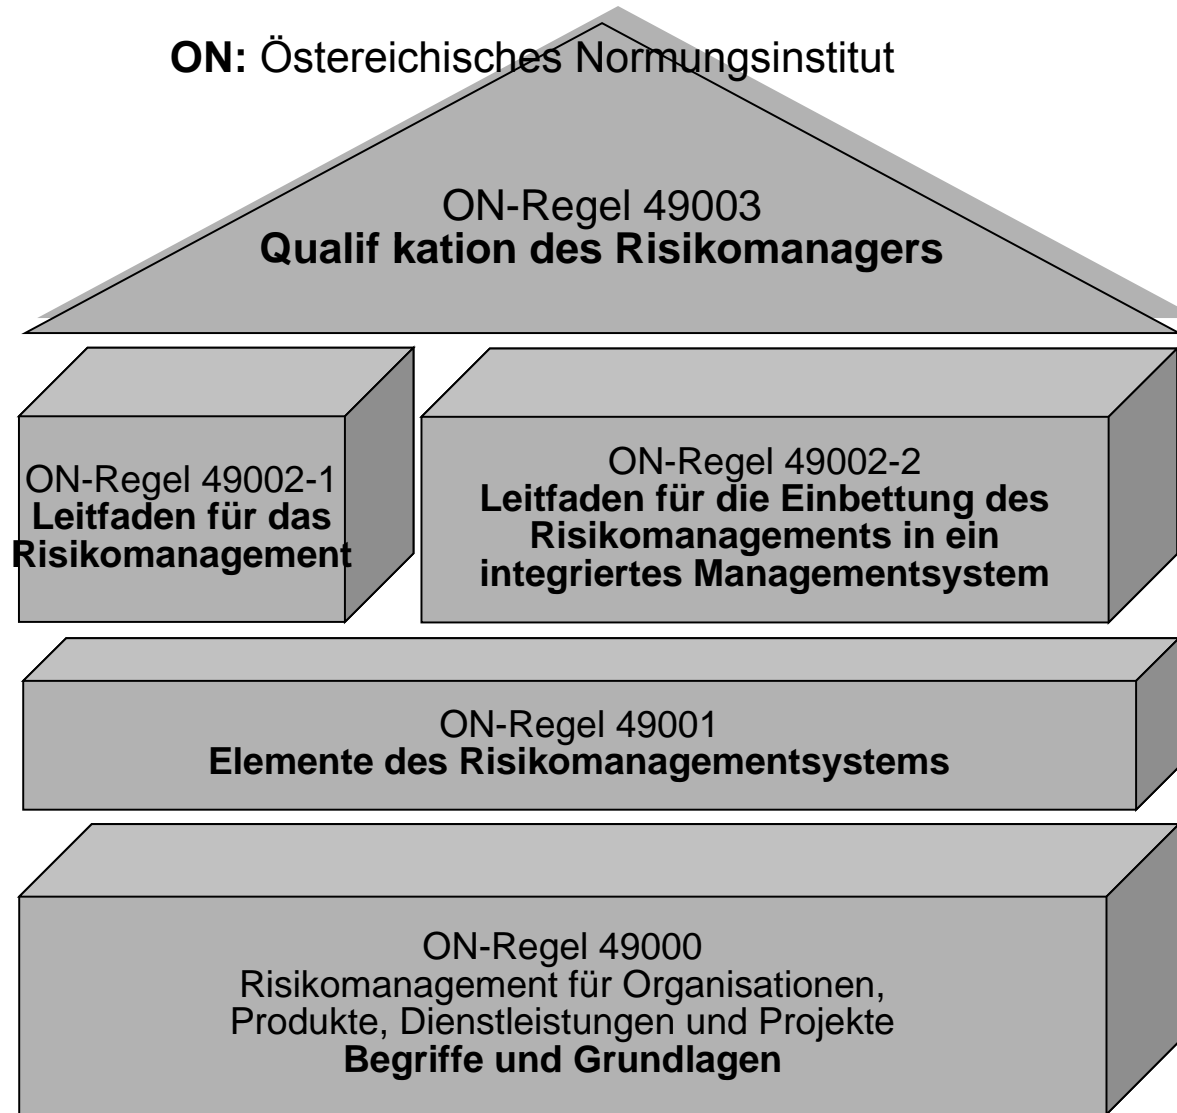 ON: Östereichisches Normungsinstitut
ON-Regel 49003
Qualif kation des Risikomanagers
ON-Regel 49002-1
Leitfaden für das
Risikomanagement
ON-Regel 49002-2
Leitfaden für die Einbettung des
Risikomanagements in ein
integriertes Managementsystem
ON-Regel 49001
Elemente des Risikomanagementsystems
ON-Regel 49000
Risikomanagement für Organisationen,
Produkte, Dienstleistungen und Projekte
Begriffe und Grundlagen